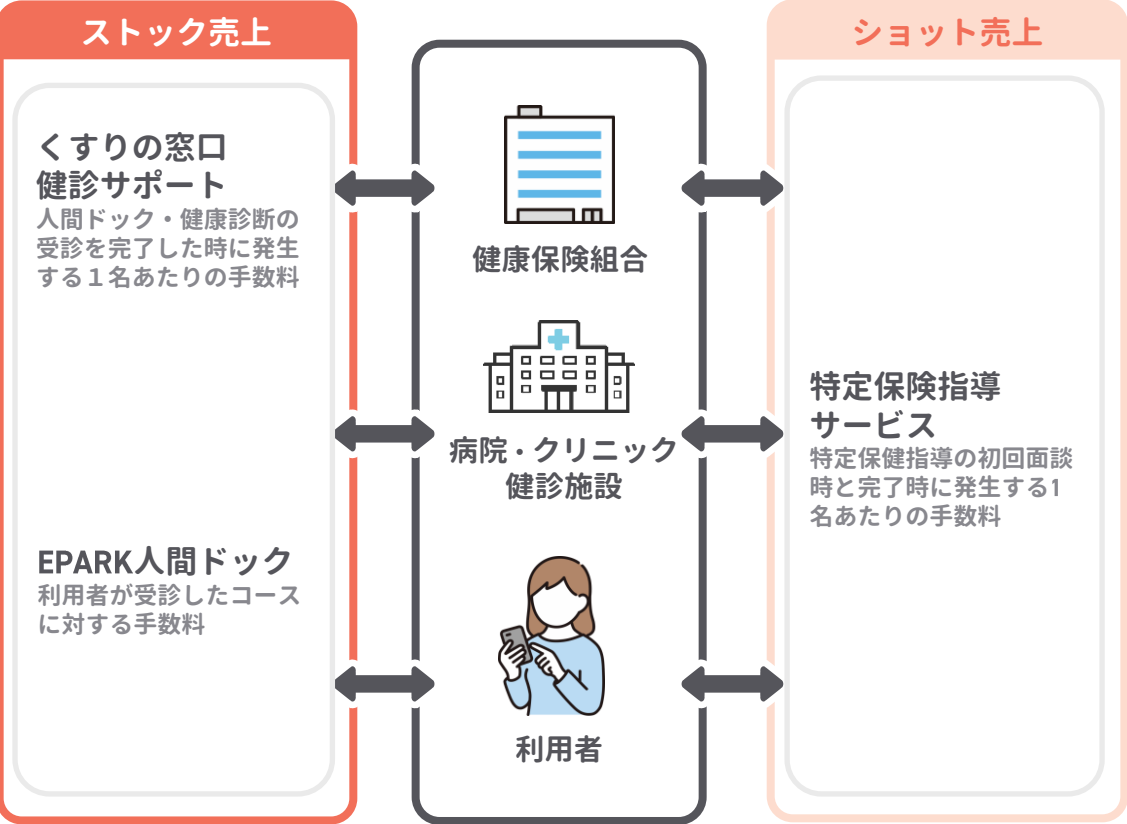 ストック売上
くすりの窓口
健診サポート
人間ドック・健康診断の
受診を完了した時に発生
する１名あたりの手数料
EPARK人間ドック
利用者が受診したコース
に対する手数料
健康保険組合
病院・クリニック
健診施設
利用者
ショット売上
特定保険指導
サービス
特定保健指導の初回面談
時と完了時に発生する1
名あたりの手数料